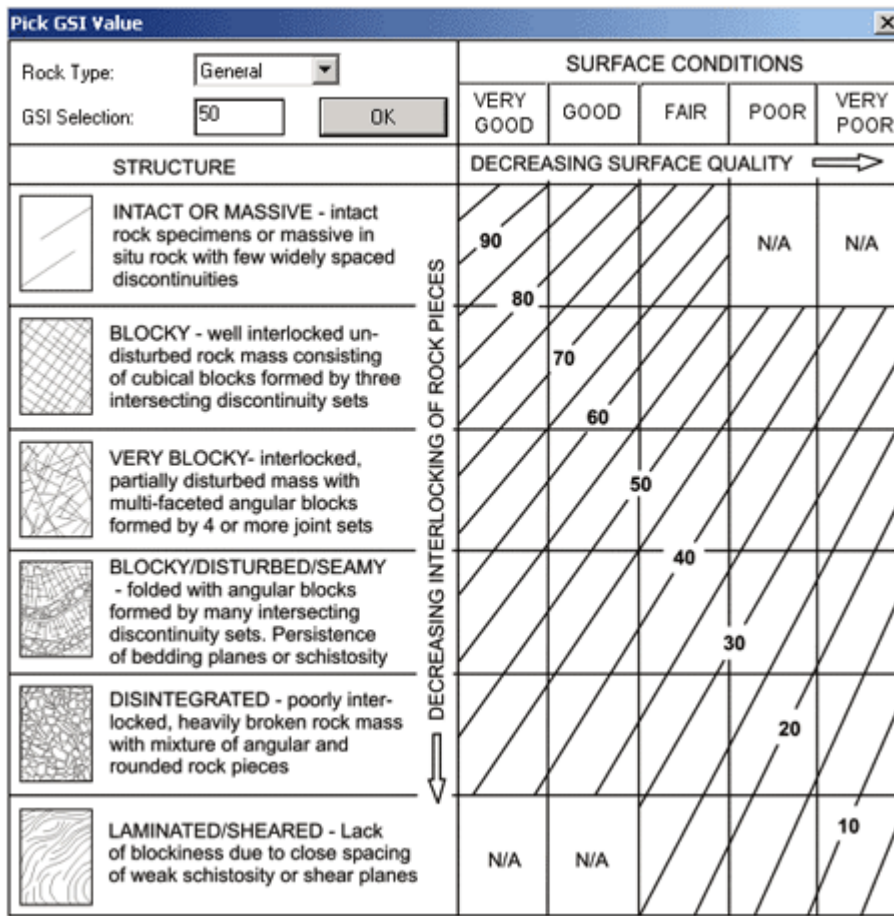 Pick GSI Value
Rock Type:
General
GSI Selection:
50
OK
SURFACE CONDITIONS
VERY
GOOD
GOOD
FAIR
POOR
VERY
POOR
STRUCTURE
DECREASING SURFACE QUALITY
DECREASING INTERLOCKING OF ROCK PIECES
INTACT OR MASSIVE - intact
rock specimens or massive in
situ rock with few widely spaced
discontinuities
90
80
N/A
N/A
BLOCKY - well interlocked un-
disturbed rock mass consisting
of cubical blocks formed by three
intersecting discontinuity sets
70
60
VERY BLOCKY- interlocked,
partially disturbed mass with
multi-faceted angular blocks
formed by 4 or more joint sets
50
40
BLOCKY/DISTURBED/SEAMY
- folded with angular blocks
formed by many intersecting
discontinuity sets. Persistence
of bedding planes or schistosity
30
DISINTEGRATED - poorly inter-
locked, heavily broken rock mass
with mixture of angular and
rounded rock pieces
20
LAMINATED/SHEARED - Lack
of blockiness due to close spacing
of weak schistosity or shear planes
N/A
N/A
10